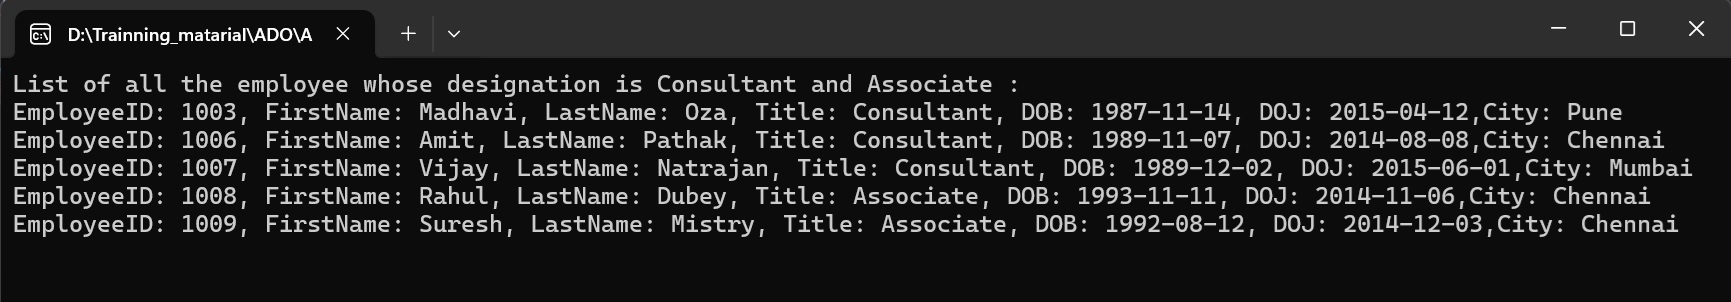 D:\Trainning_matarial\ADO\A
List of all the employee whose designation is Consultant and Associate :
EmployeeID: 1003, FirstName: Madhavi, LastName: Oza, Title: Consultant, DOB: 1987-11-14, DOJ: 2015-04-12,City: Pune
EmployeeID: 1006, FirstName: Amit, LastName: Pathak, Title: Consultant, DOB: 1989-11-07, DOJ: 2014-08-08,City: Chennai
EmployeeID: 1007, FirstName: Vijay, LastName: Natrajan, Title: Consultant, DOB: 1989-12-02, DOJ: 2015-06-01,City: Mumbai
EmployeeID: 1008, FirstName: Rahul, LastName: Dubey, Title: Associate, DOB: 1993-11-11, DOJ: 2014-11-06,City: Chennai
EmployeeID: 1009, FirstName: Suresh, LastName: Mistry, Title: Associate, DOB: 1992-08-12, DOJ: 2014-12-03,City: Chennai